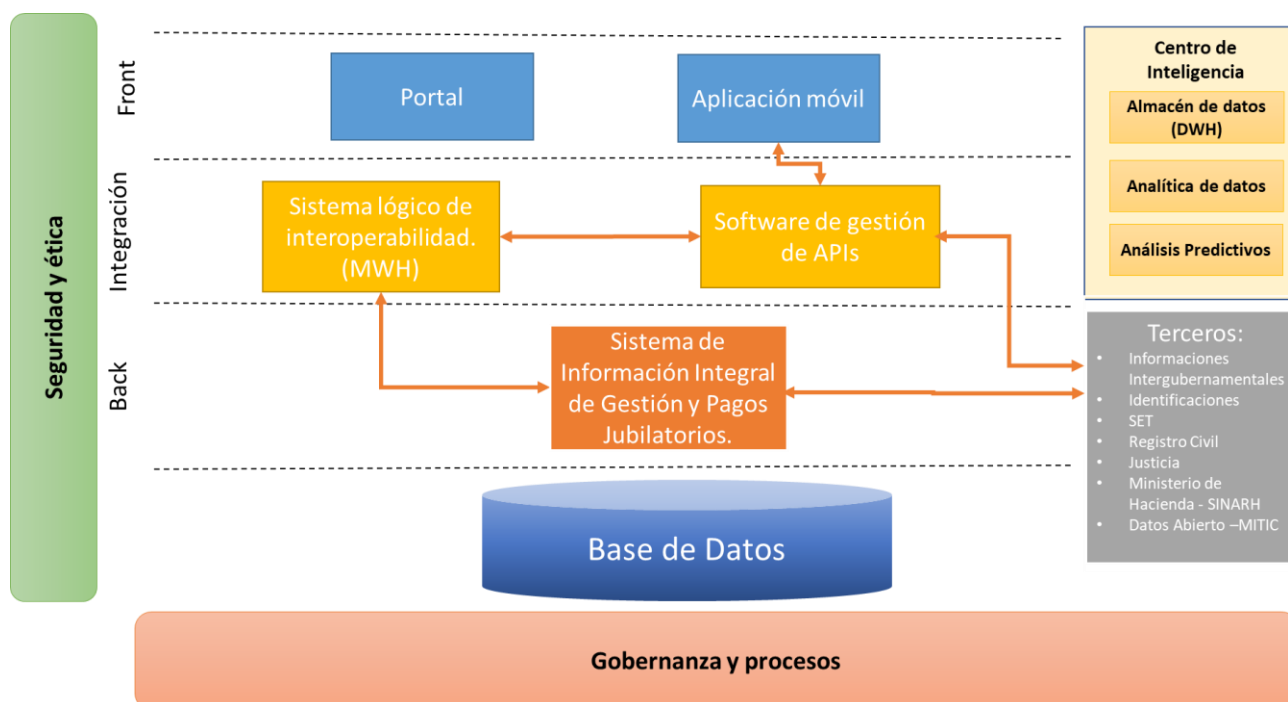 Seguridad y ética
Front
Portal
Aplicación móvil
Integración
Sistema lógico de
interoperabilidad.
(MWH)
Software de gestión
de APIs
Back
Sistema de
Información Integral
de Gestión y Pagos
Jubilatorios.
Base de Datos
Gobernanza y procesos
Centro de
Inteligencia
Almacén de datos
(DWH)
Analítica de datos
Análisis Predictivos
Terceros:
• Informaciones
Intergubernamentales
• Identificaciones
• SET
• Registro Civil
• Justicia
• Ministerio de
Hacienda - SINARH
• Datos Abierto –MITIC